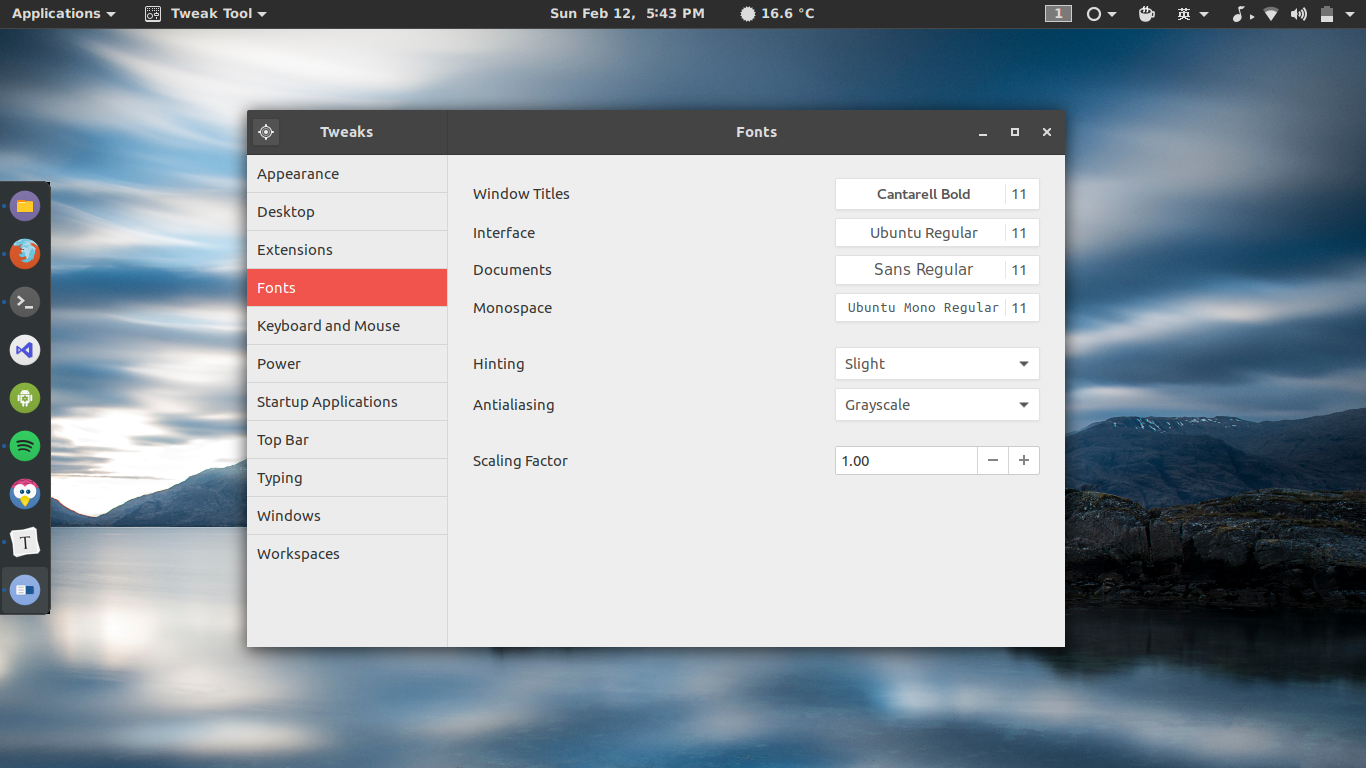 Applications Tweak Tool Sun Feb 12, 5:43 PM 16.6 °C 1 英
Tweaks Fonts
Appearance
Desktop
Extensions
Fonts
Keyboard and Mouse
Power
Startup Applications
Top Bar
Typing
Windows
Workspaces
Window Titles Cantarell Bold 11
Interface Ubuntu Regular 11
Documents Sans Regular 11
Monospace Ubuntu Mono Regular 11
Hinting Slight
Antialiasing Grayscale
Scaling Factor 1.00 − +
T